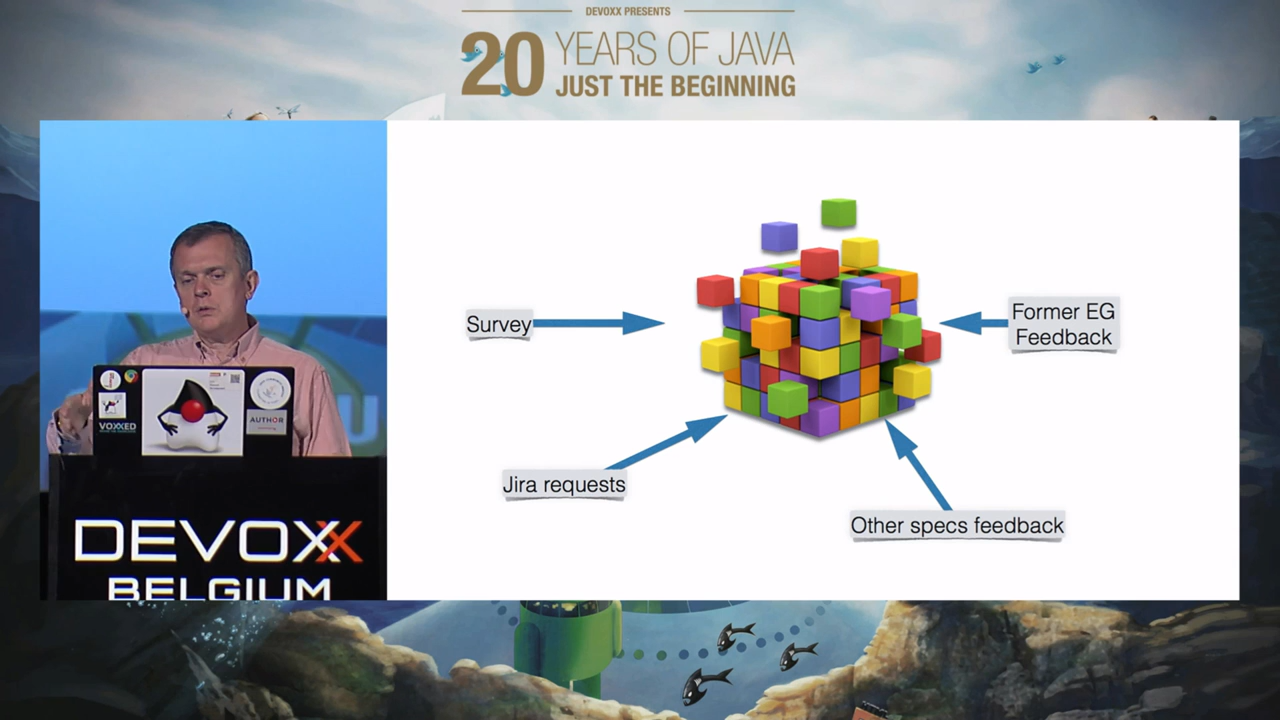 DEVOXX PRESENTS
20 YEARS OF JAVA
JUST THE BEGINNING
Survey
Former EG
Feedback
Jira requests
Other specs feedback
VOXXED
AUTHOR
DEVOXX
BELGIUM
U